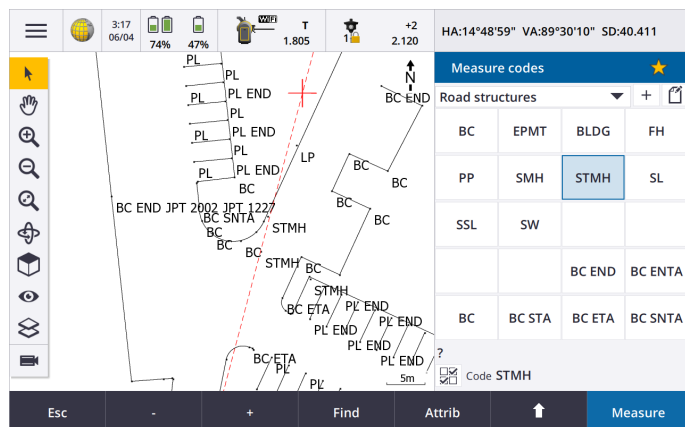 3:17
06/04
74%
47%
WiFi
T
1.805
1
+2
2.120
HA:14°48'59" VA:89°30'10" SD:40.411
Measure codes
Road structures
+
BC EPMT BLDG FH
PP SMH STMH SL
SSL SW
BC END BC ENTA
BC BC STA BC ETA BC SNTA
?
Code STMH
PL
PL
PL PL END
PL
PL PL END
PL
PL PL END
BC
N
BC END
LP
BC
BC
BC
BC
BC END JPT 2002 JPT 1227
BC SNTA
BC
BC
STMH
BC
STMH
BC
STMH
BC ETA
PL END
PL END
PL END
PL END
PL END
BC ETA
PL
PL
5m
Esc - + Find Attrib Measure